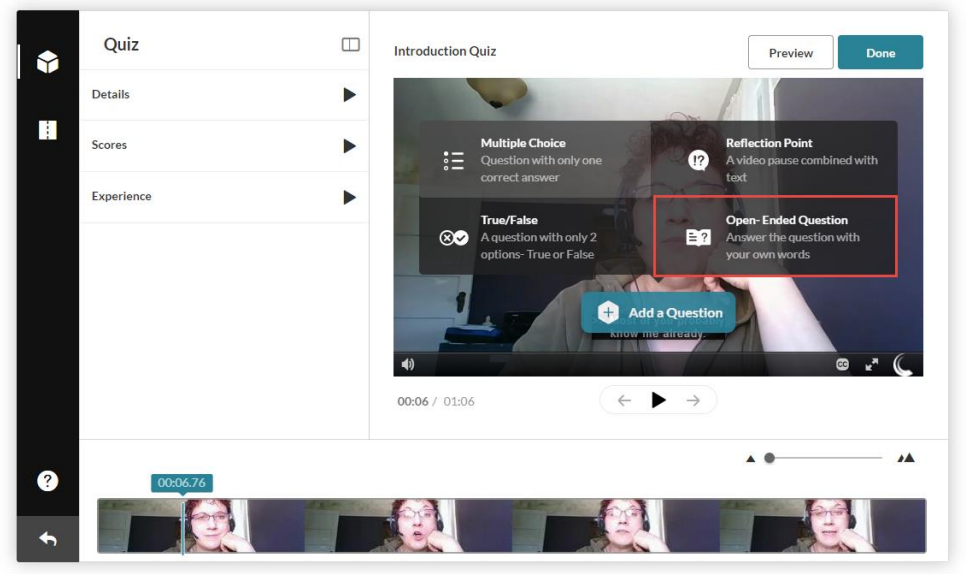 Quiz
Details
Scores
Experience
Introduction Quiz
Preview
Done
Multiple Choice
Question with only one
correct answer
!?
Reflection Point
A video pause combined with
text
True/False
A question with only 2
options- True or False
?
Open- Ended Question
Answer the question with
your own words
+ Add a Question
know me already.
CC
00:06 / 01:06
?
00:06.76